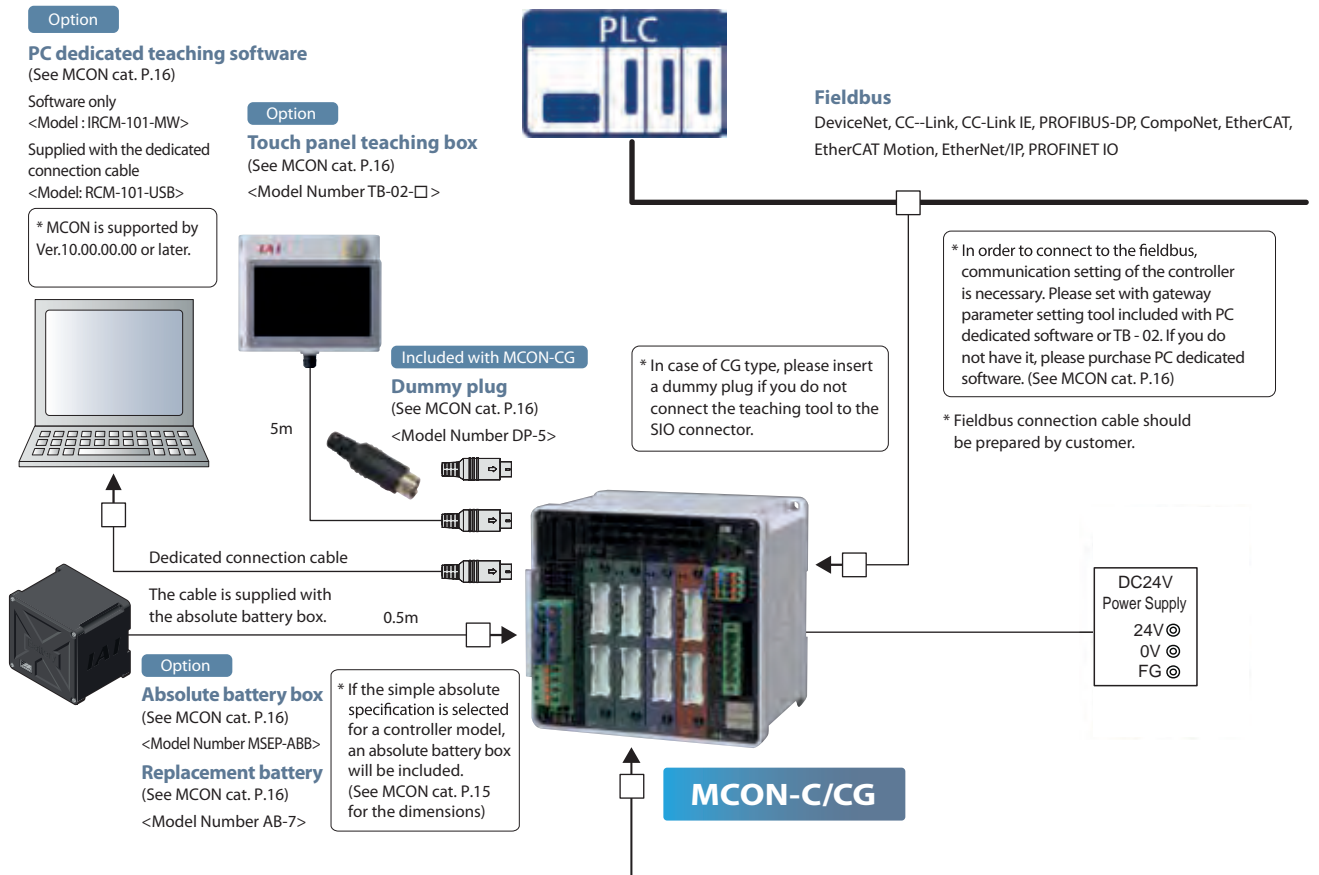 Option
PC dedicated teaching software
(See MCON cat. P.16)
Software only
<Model : IRCM-101-MW>
Supplied with the dedicated
connection cable
<Model: RCM-101-USB>
* MCON is supported by
Ver.10.00.00.00 or later.
Option
Touch panel teaching box
(See MCON cat. P.16)
<Model Number TB-02-□ >
IAI
5m
PLC
Fieldbus
DeviceNet, CC--Link, CC-Link IE, PROFIBUS-DP, CompoNet, EtherCAT,
EtherCAT Motion, EtherNet/IP, PROFINET IO
Included with MCON-CG
Dummy plug
(See MCON cat. P.16)
<Model Number DP-5>
* In case of CG type, please insert
a dummy plug if you do not
connect the teaching tool to the
SIO connector.
* In order to connect to the fieldbus,
communication setting of the controller
is necessary. Please set with gateway
parameter setting tool included with PC
dedicated software or TB - 02. If you do
not have it, please purchase PC dedicated
software. (See MCON cat. P.16)
* Fieldbus connection cable should
be prepared by customer.
Dedicated connection cable
The cable is supplied with
the absolute battery box.
0.5m
IAI
Option
Absolute battery box
(See MCON cat. P.16)
<Model Number MSEP-ABB>
Replacement battery
(See MCON cat. P.16)
<Model Number AB-7>
* If the simple absolute
specification is selected
for a controller model,
an absolute battery box
will be included.
(See MCON cat. P.15
for the dimensions)
MCON-C/CG
DC24V
Power Supply
24V
0V
FG